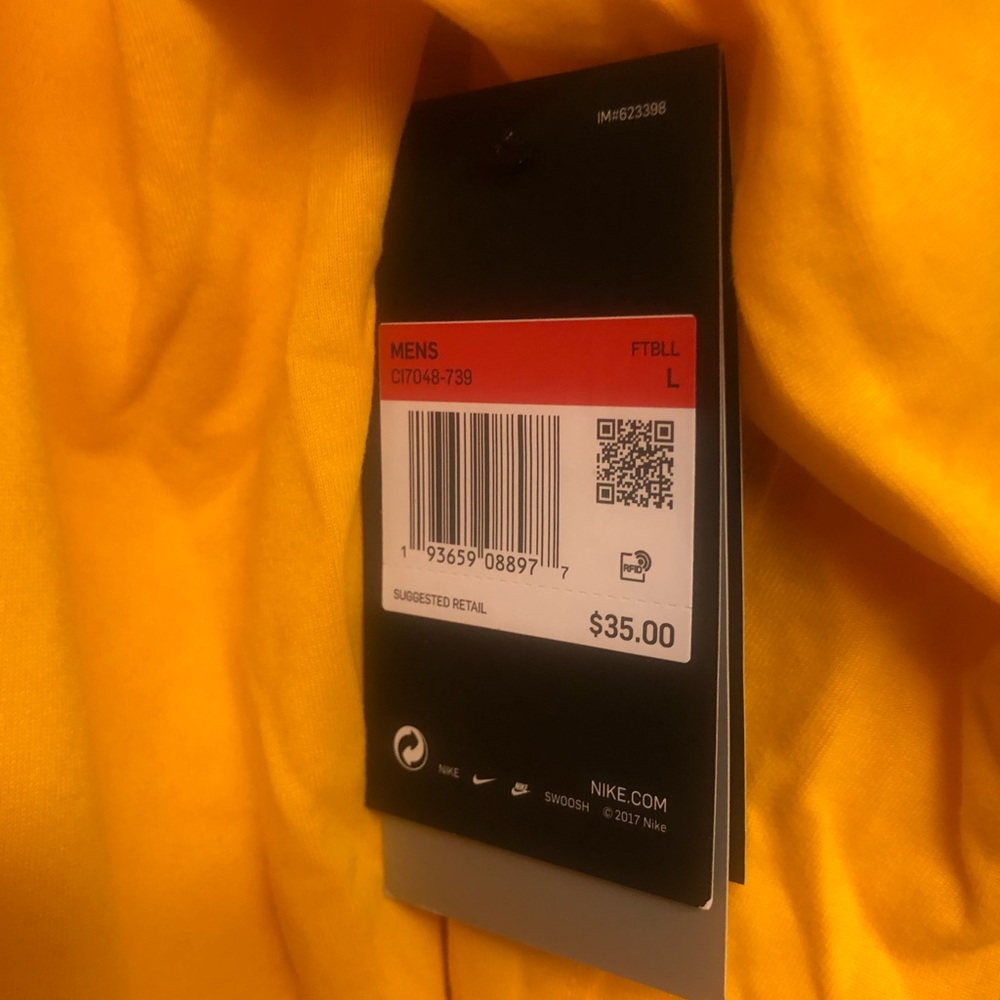 IM#623398
MENS FTBLL
CI7048-739 L
1 93659 08897 7
RFID
SUGGESTED RETAIL
$35.00
NIKE NIKE SWOOSH NIKE.COM
© 2017 Nike